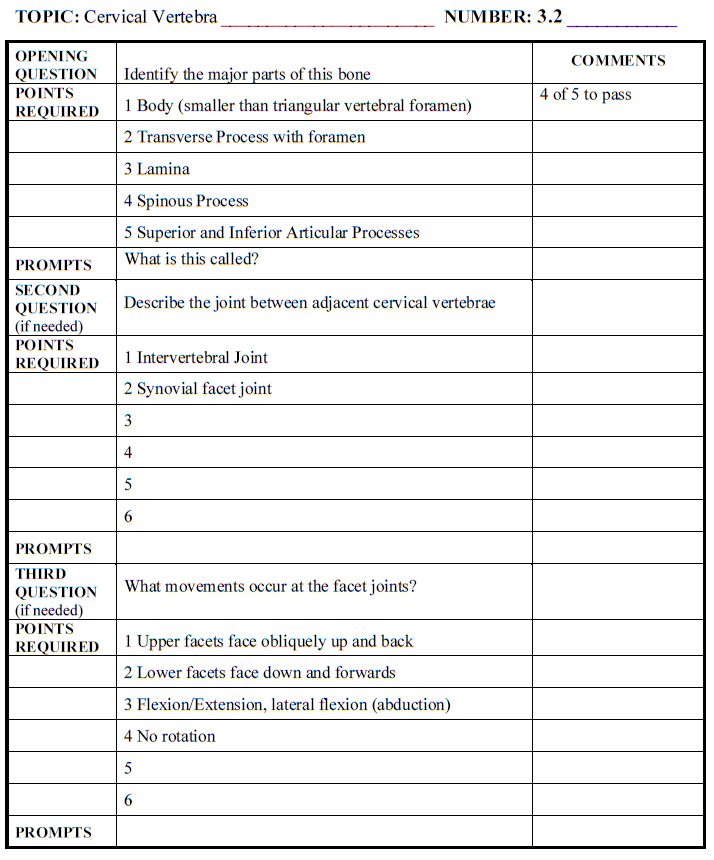 TOPIC: Cervical Vertebra ______________________ NUMBER: 3.2 ____________
OPENING QUESTION Identify the major parts of this bone COMMENTS
POINTS REQUIRED 1 Body (smaller than triangular vertebral foramen) 4 of 5 to pass
2 Transverse Process with foramen
3 Lamina
4 Spinous Process
5 Superior and Inferior Articular Processes
PROMPTS What is this called?
SECOND QUESTION (if needed) Describe the joint between adjacent cervical vertebrae
POINTS REQUIRED 1 Intervertebral Joint
2 Synovial facet joint
3
4
5
6
PROMPTS
THIRD QUESTION (if needed) What movements occur at the facet joints?
POINTS REQUIRED 1 Upper facets face obliquely up and back
2 Lower facets face down and forwards
3 Flexion/Extension, lateral flexion (abduction)
4 No rotation
5
6
PROMPTS